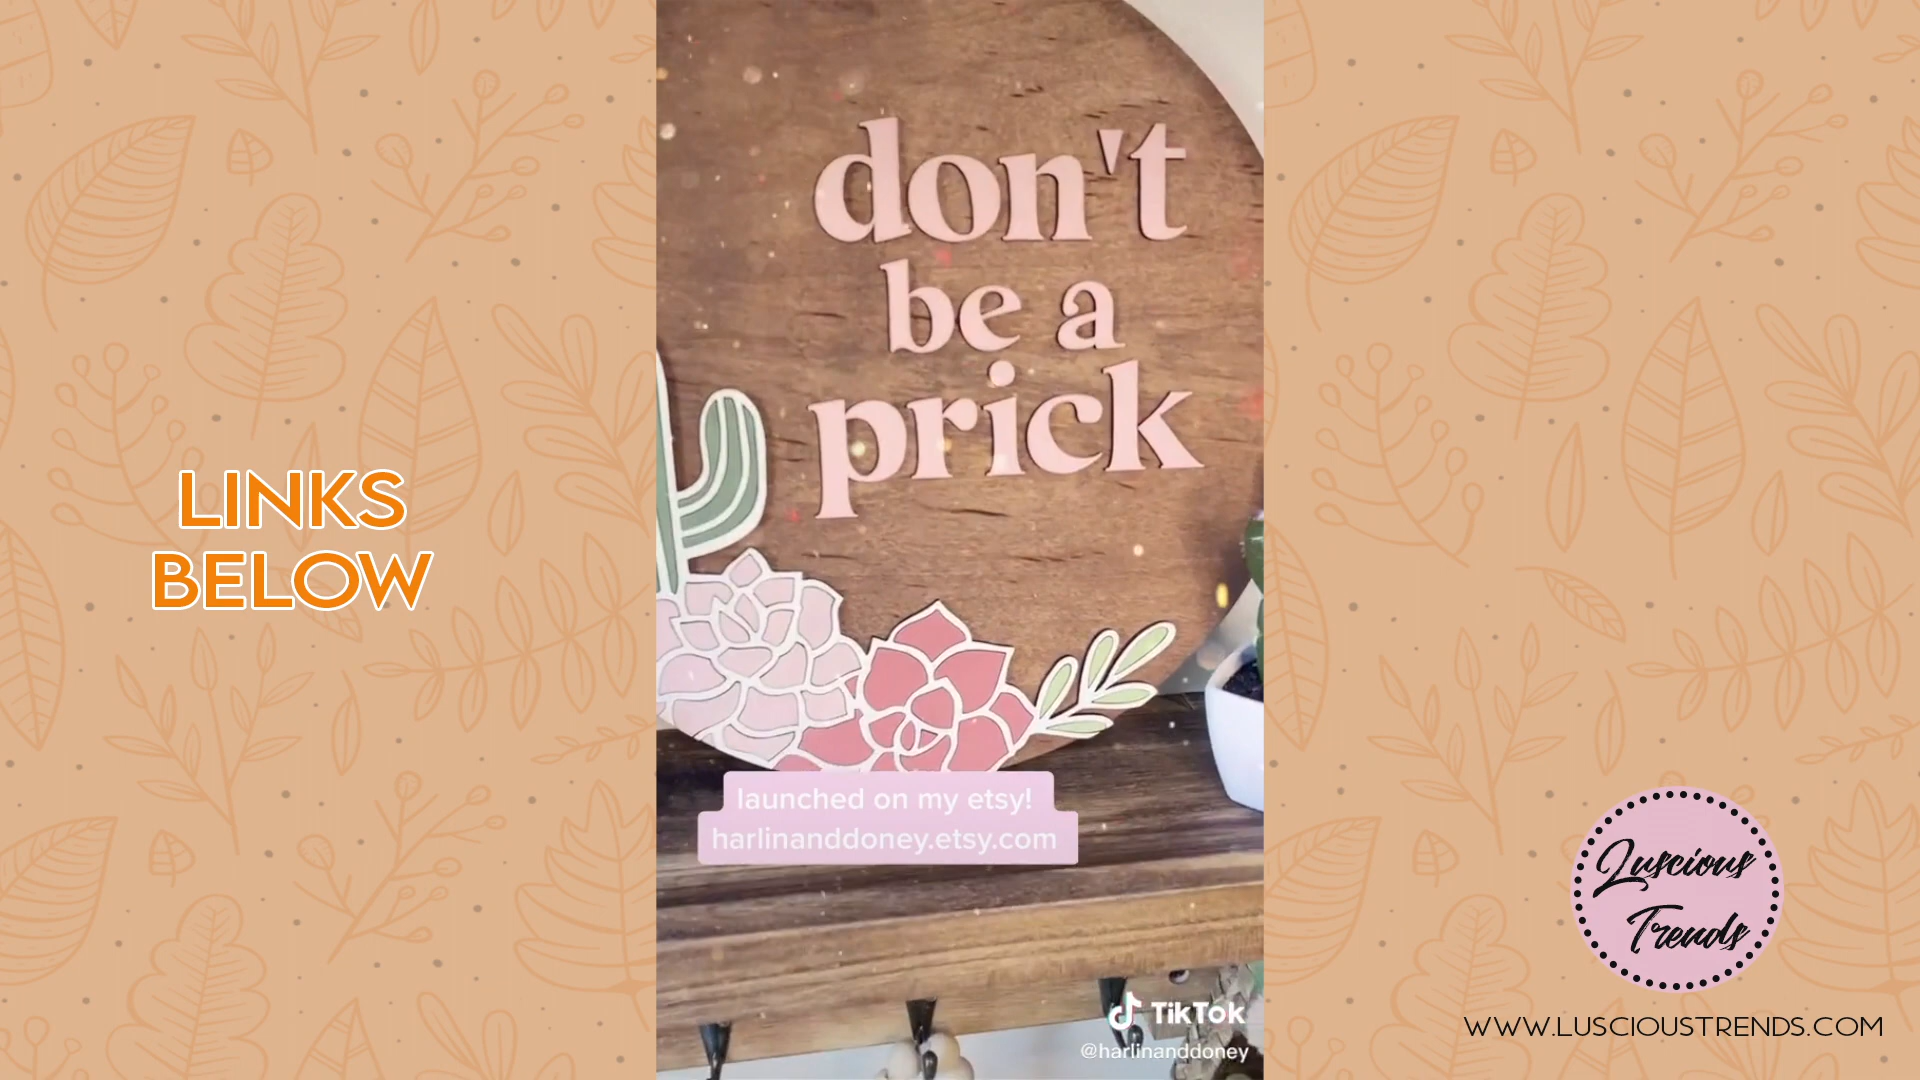 don't
be a
prick
LINKS
BELOW
launched on my etsy!
harlinanddoney.etsy.com
Luscious
Trends
TikTok
@harlinanddoney
WWW.LUSCIOUSTRENDS.COM